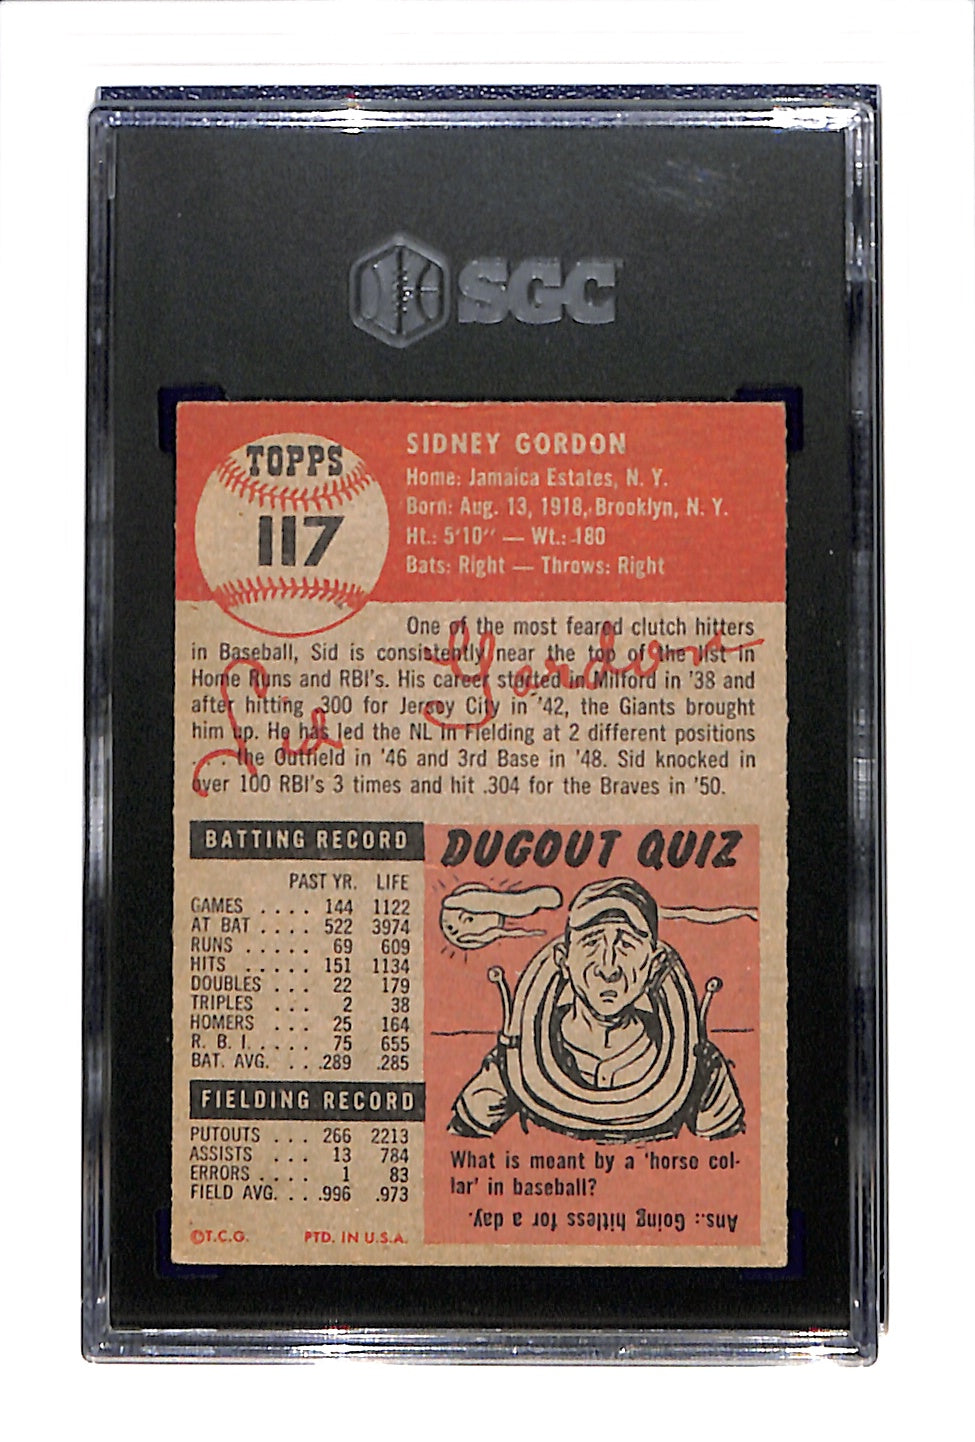 SGC
TOPPS
117
SIDNEY GORDON
Home: Jamaica Estates, N. Y.
Born: Aug. 13, 1918, Brooklyn, N. Y.
Ht.: 5'10" — Wt.: 180
Bats: Right — Throws: Right
One of the most feared clutch hitters
in Baseball, Sid is consistently near the top of the list in
Home Runs and RBI's. His career started in Milford in '38 and
after hitting .300 for Jersey City in '42, the Giants brought
him up. He has led the NL in Fielding at 2 different positions
. . . the Outfield in '46 and 3rd Base in '48. Sid knocked in
over 100 RBI's 3 times and hit .304 for the Braves in '50.
Sid Gordon
BATTING RECORD
PAST YR. LIFE
GAMES . . . . 144 1122
AT BAT . . . . 522 3974
RUNS . . . . . 69 609
HITS . . . . . 151 1134
DOUBLES . . . 22 179
TRIPLES . . . 2 38
HOMERS . . . 25 164
R. B. I. . . . . 75 655
BAT. AVG. . . .289 .285
FIELDING RECORD
PUTOUTS . . . 266 2213
ASSISTS . . . 13 784
ERRORS . . . . 1 83
FIELD AVG. . . .996 .973
©T.C.G. PTD. IN U.S.A.
DUGOUT QUIZ
What is meant by a 'horse col-
lar' in baseball?
Ans.: Going hitless for a day.